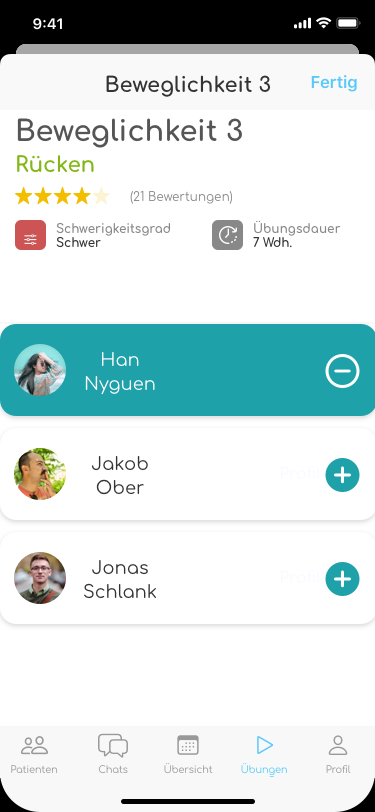 9:41
Beweglichkeit 3
Fertig
Beweglichkeit 3
Rücken
(21 Bewertungen)
Schwierigkeitsgrad
Schwer
Übungsdauer
7 Wdh.
Han
Nyguen
Jakob
Ober
Jonas
Schlank
Patienten
Chats
Übersicht
Übungen
Profil